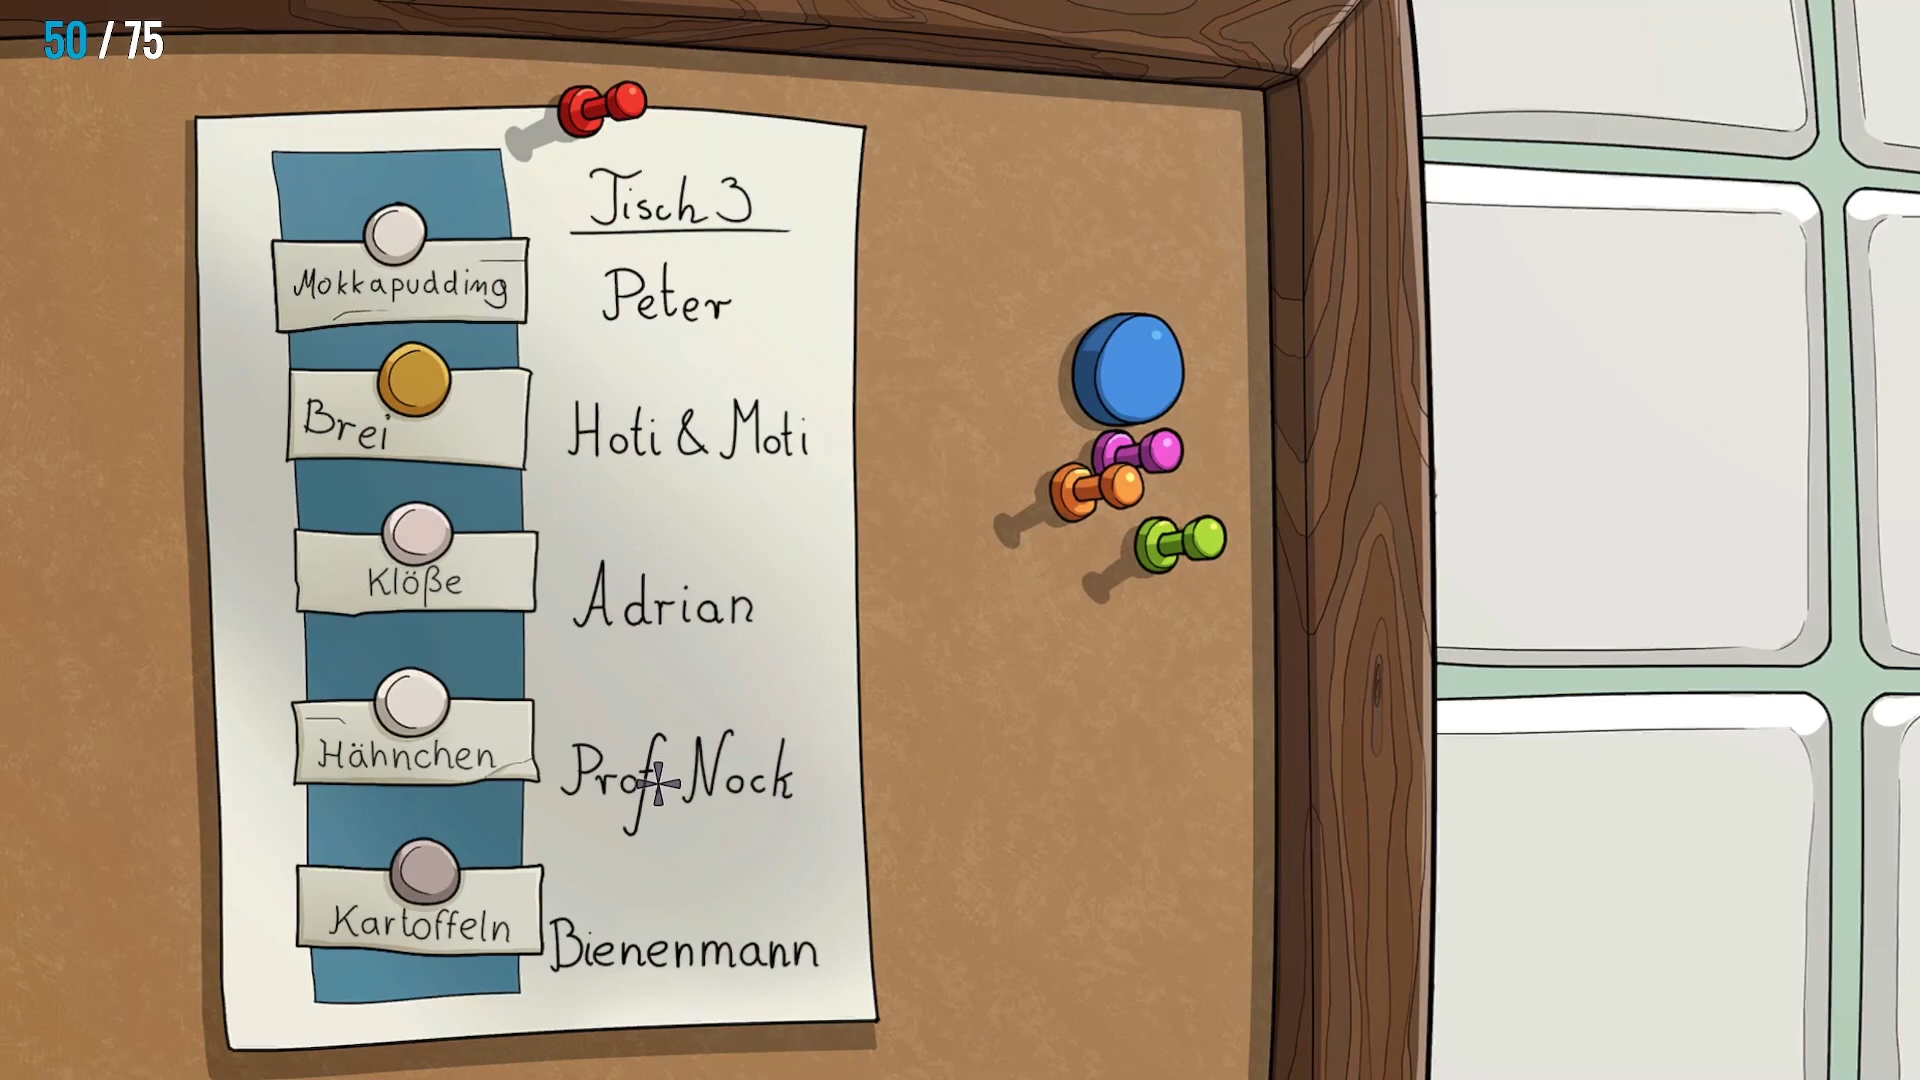 50 / 75
Tisch 3
Mokkapudding
Peter
Brei
Hoti & Moti
Klöße
Adrian
Hähnchen
Prof. Nock
Kartoffeln
Bienenmann